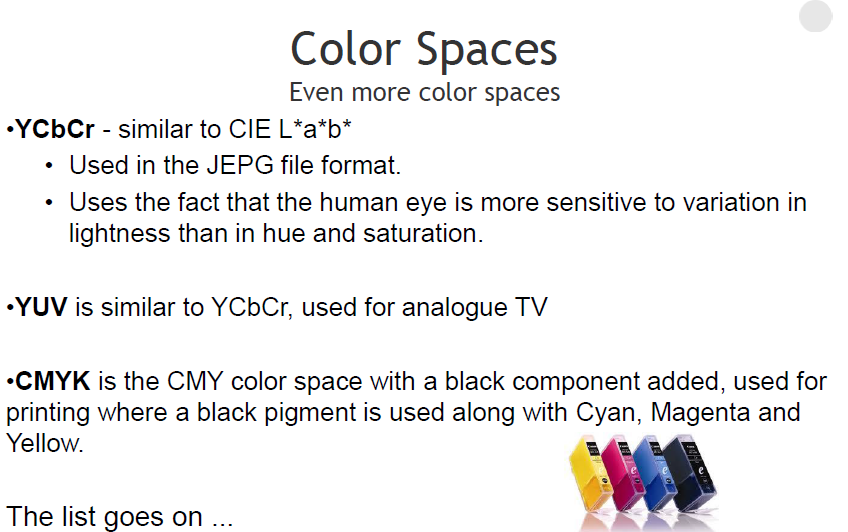 Color Spaces
Even more color spaces
•YCbCr - similar to CIE L*a*b*
• Used in the JEPG file format.
• Uses the fact that the human eye is more sensitive to variation in
lightness than in hue and saturation.
•YUV is similar to YCbCr, used for analogue TV
•CMYK is the CMY color space with a black component added, used for
printing where a black pigment is used along with Cyan, Magenta and
Yellow.
The list goes on ...